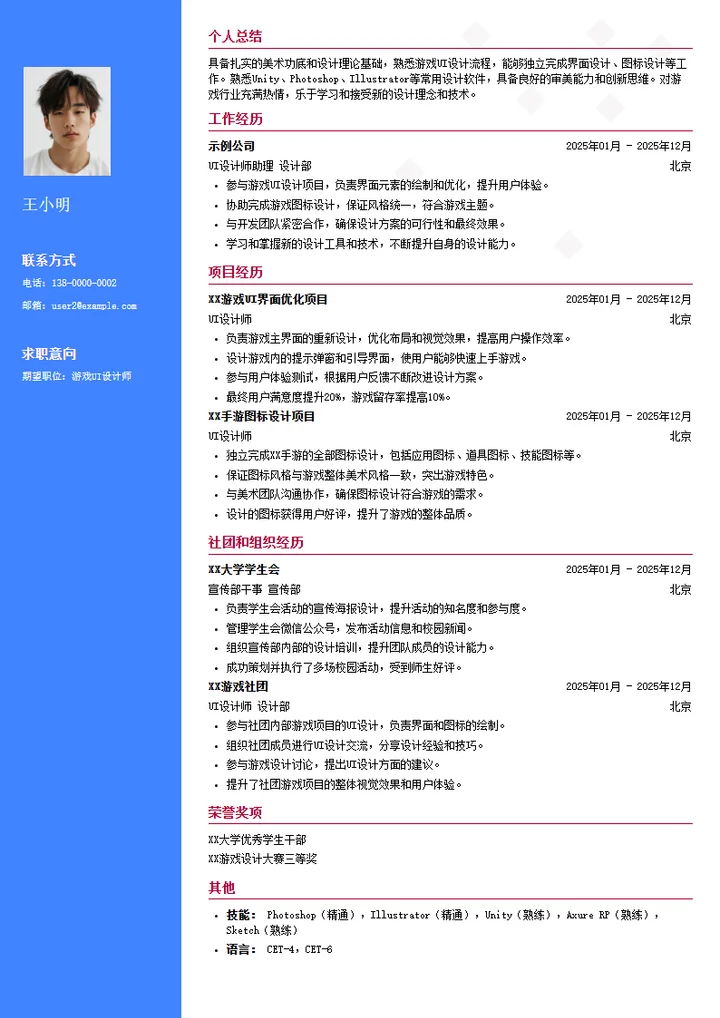 王小明
联系方式
电话: 138-0000-0002
邮箱: user2@example.com
求职意向
期望职位: 游戏UI设计师
个人总结
具备扎实的美术功底和设计理论基础，熟悉游戏UI设计流程，能够独立完成界面设计、图标设计等工
作。熟悉Unity、Photoshop、Illustrator等常用设计软件，具备良好的审美能力和创新思维。对游
戏行业充满热情，乐于学习和接受新的设计理念和技术。
工作经历
示例公司 2025年01月 - 2025年12月
UI设计师助理 设计部 北京
• 参与游戏UI设计项目，负责界面元素的绘制和优化，提升用户体验。
• 协助完成游戏图标设计，保证风格统一，符合游戏主题。
• 与开发团队紧密合作，确保设计方案的可行性和最终效果。
• 学习和掌握新的设计工具和技术，不断提升自身的设计能力。
项目经历
XX游戏UI界面优化项目 2025年01月 - 2025年12月
UI设计师 北京
• 负责游戏主界面的重新设计，优化布局和视觉效果，提高用户操作效率。
• 设计游戏内的提示弹窗和引导界面，使用户能够快速上手游戏。
• 参与用户体验测试，根据用户反馈不断改进设计方案。
• 最终用户满意度提升20%，游戏留存率提高10%。
XX手游图标设计项目 2025年01月 - 2025年12月
UI设计师 北京
• 独立完成XX手游的全部图标设计，包括应用图标、道具图标、技能图标等。
• 保证图标风格与游戏整体美术风格一致，突出游戏特色。
• 与美术团队沟通协作，确保图标设计符合游戏的需求。
• 设计的图标获得用户好评，提升了游戏的整体品质。
社团和组织经历
XX大学学生会 2025年01月 - 2025年12月
宣传部干事 宣传部 北京
• 负责学生会活动的宣传海报设计，提升活动的知名度和参与度。
• 管理学生会微信公众号，发布活动信息和校园新闻。
• 组织宣传部内部的设计培训，提升团队成员的设计能力。
• 成功策划并执行了多场校园活动，受到师生好评。
XX游戏社团 2025年01月 - 2025年12月
UI设计师 设计部 北京
• 参与社团内部游戏项目的UI设计，负责界面和图标的绘制。
• 组织社团成员进行UI设计交流，分享设计经验和技巧。
• 参与游戏设计讨论，提出UI设计方面的建议。
• 提升了社团游戏项目的整体视觉效果和用户体验。
荣誉奖项
XX大学优秀学生干部
XX游戏设计大赛三等奖
其他
• 技能： Photoshop（精通），Illustrator（精通），Unity（熟练），Axure RP（熟练），
Sketch（熟练）
• 语言： CET-4，CET-6